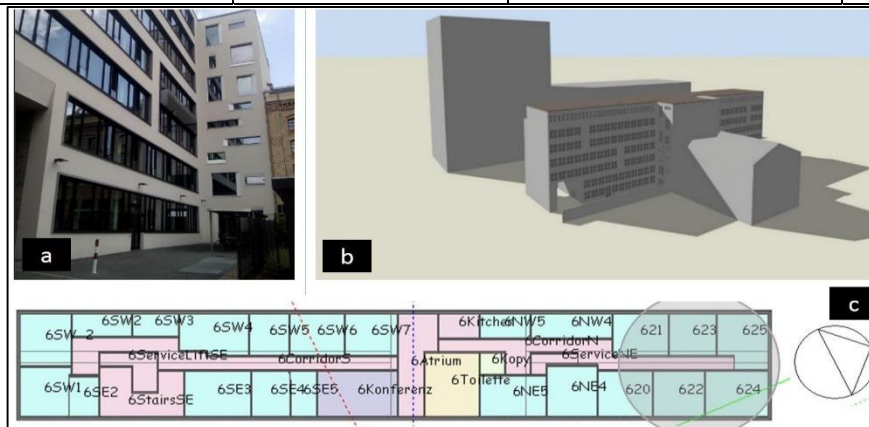 a
b
c
6SW_2 6SW2 6SW3 6SW4 6SW5 6SW6 6SW7 6Kitchen 6NW5 6NW4 621 623 625
6CorridorN
6ServiceLiftSE 6CorridorS 6Atrium 6Kopy 6ServiceNE
6Toilette
6SW1 6SE2 6StairsSE 6SE3 6SE4 6SE5 6Konferenz 6NE5 6NE4 620 622 624